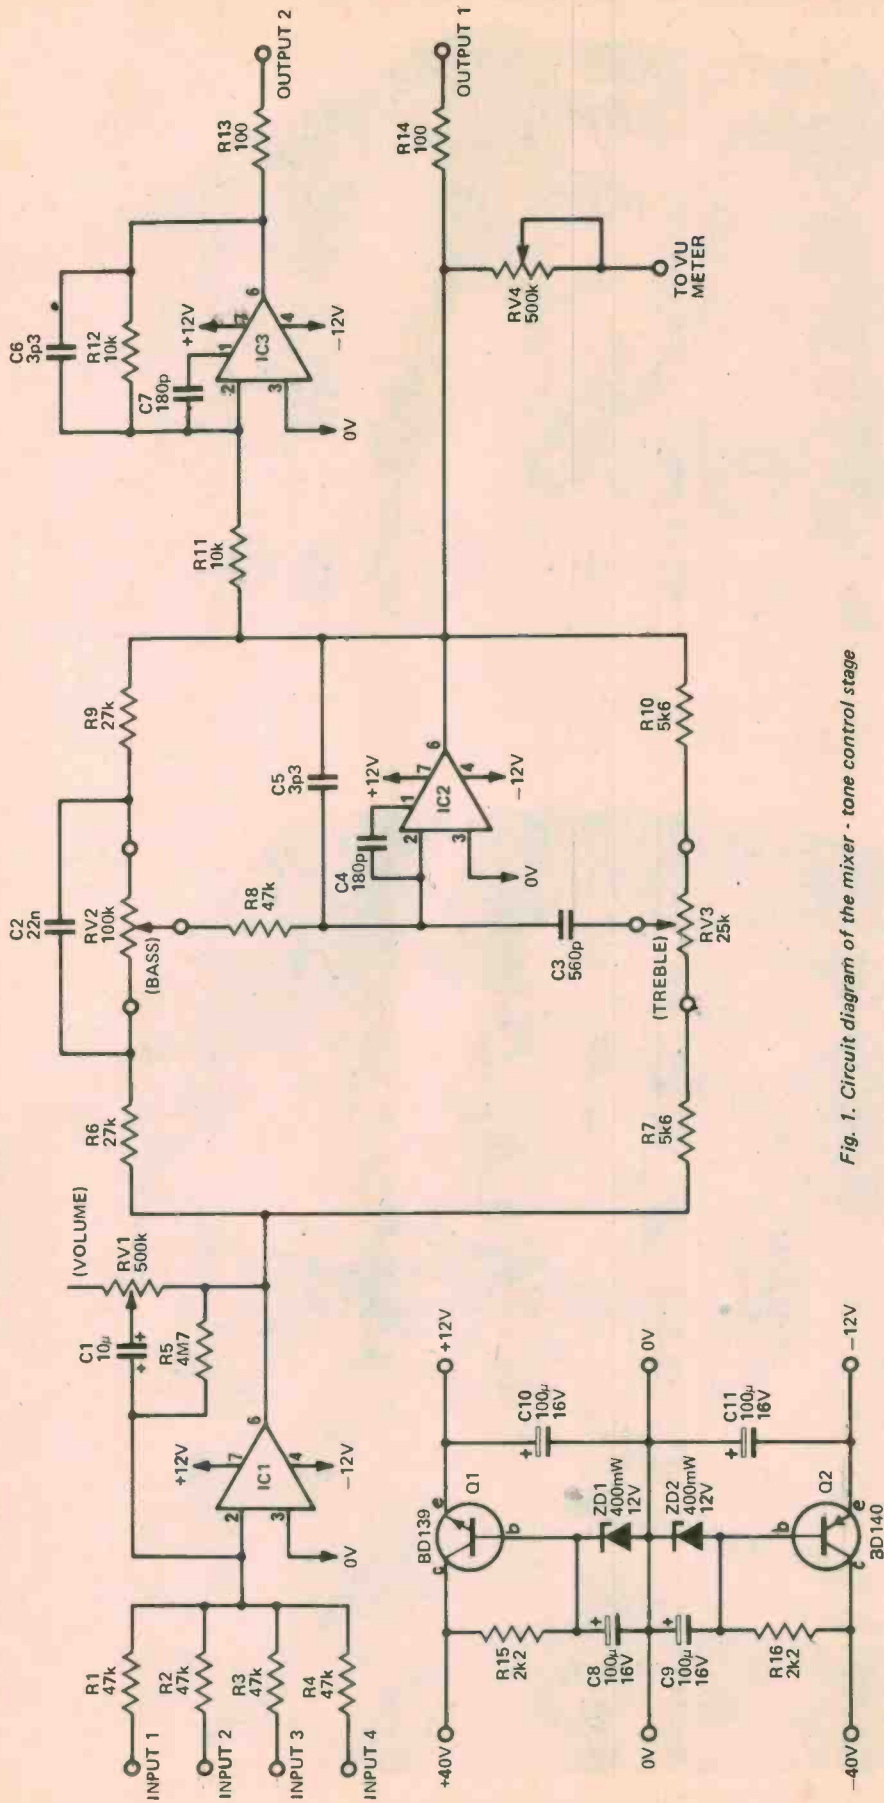 INPUT 1
INPUT 2
INPUT 3
INPUT 4
R1
47k
R2
47k
R3
47k
R4
47k
2
3
0V
+12V
7
IC1
6
4
-12V
C1
10µ
+
+
R5
4M7
(VOLUME)
RV1
500k
R6
27k
R7
5k6
C2
22n
RV2
100k
(BASS)
R8
47k
R9
27k
C5
3p3
C4
180p
+12V
1
7
2
3
IC2
6
4
-12V
0V
C3
560p
(TREBLE)
RV3
25k
R10
5k6
R11
10k
C6
3p3
R12
10k
C7
180p
+12V
1
7
2
3
IC3
6
4
-12V
0V
R13
100
OUTPUT 2
R14
100
OUTPUT 1
RV4
500k
TO VU
METER
+40V
0V
-40V
BD139
c
e
b
Q1
R15
2k2
+
C8
100µ
16V
+
C9
100µ
16V
R16
2k2
ZD1
400mW
12V
ZD2
400mW
12V
+
C10
100µ
16V
+
C11
100µ
16V
b
c
e
Q2
BD140
+12V
0V
-12V
Fig. 1. Circuit diagram of the mixer - tone control stage